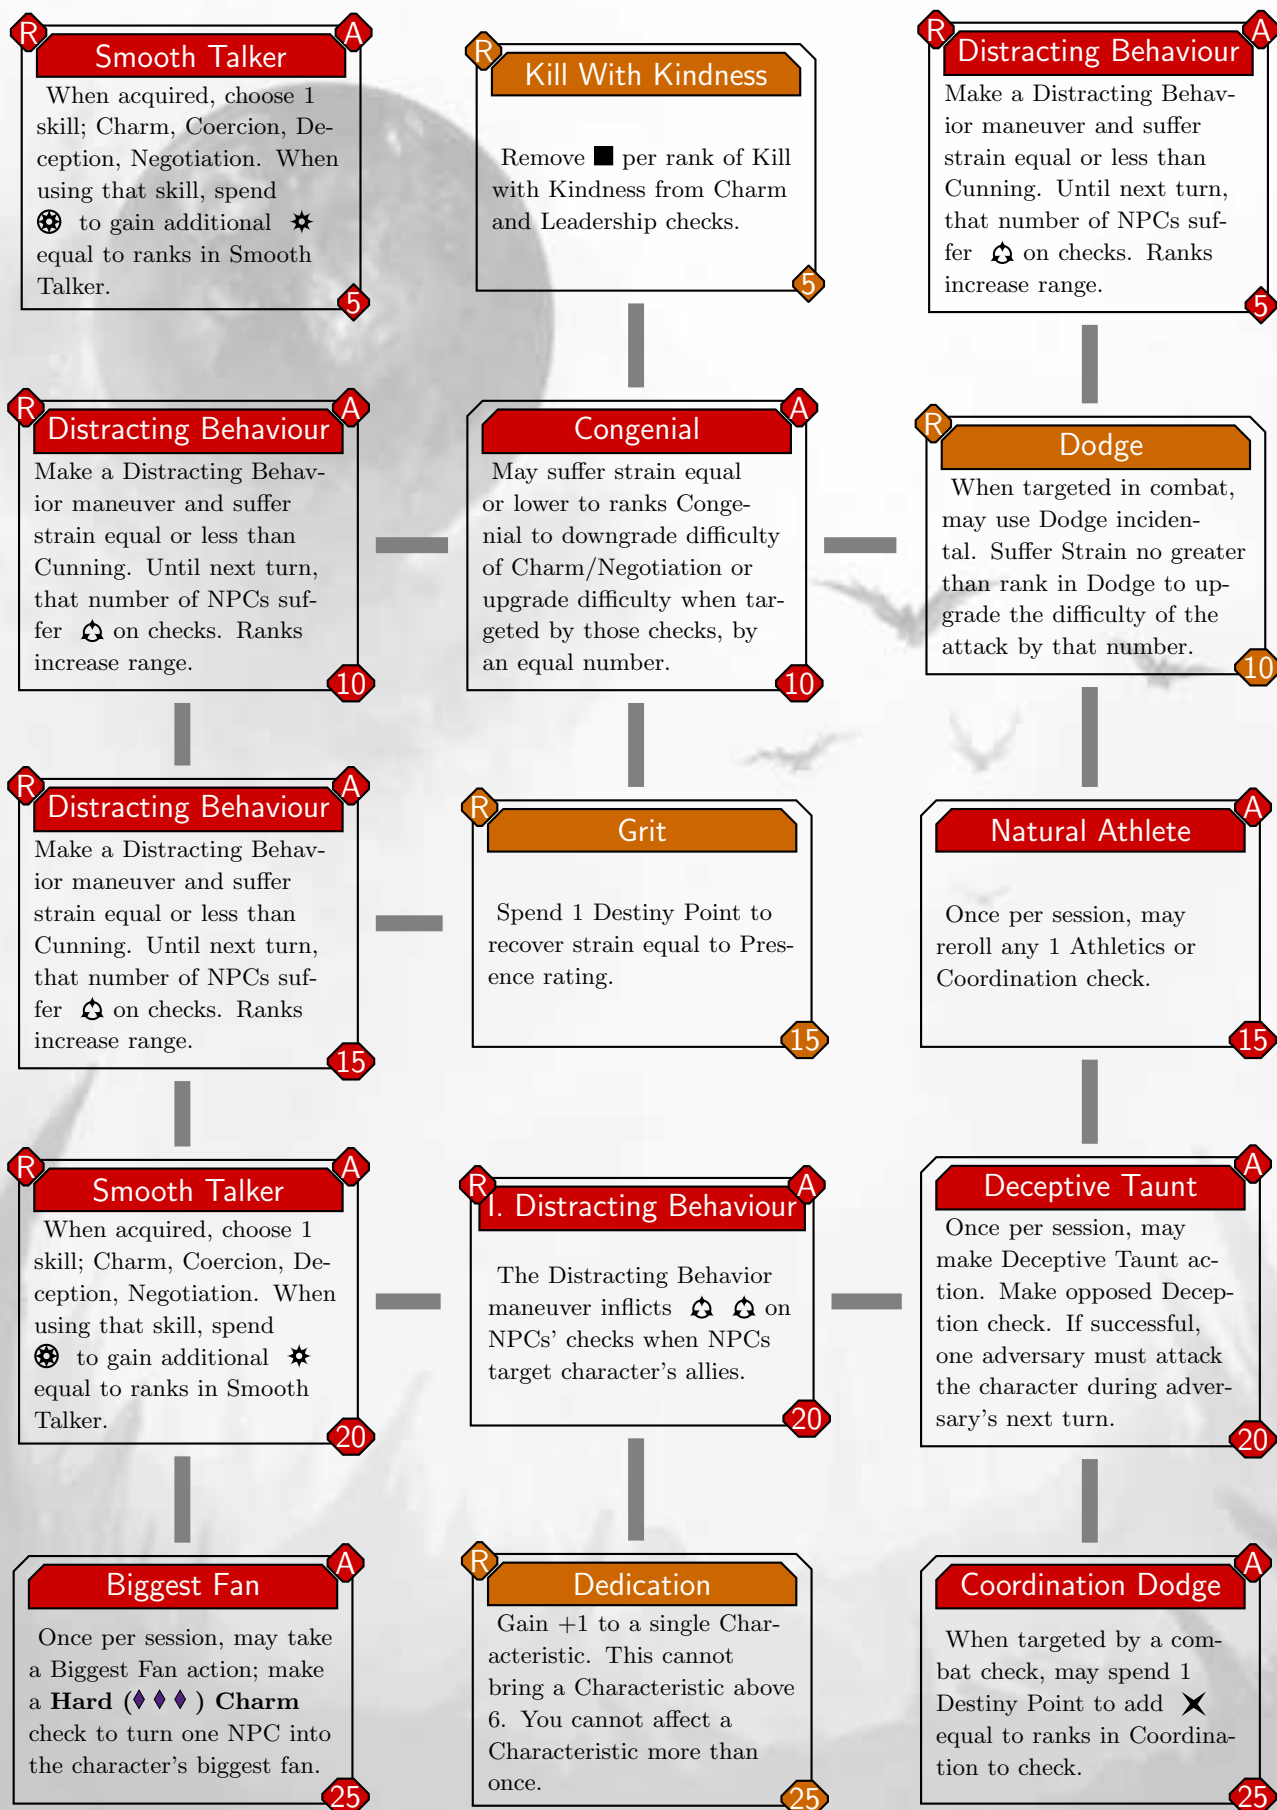 R A
Smooth Talker
When acquired, choose 1
skill; Charm, Coercion, De-
ception, Negotiation. When
using that skill, spend
to gain additional
equal to ranks in Smooth
Talker.
5
R
Kill With Kindness
Remove ■ per rank of Kill
with Kindness from Charm
and Leadership checks.
5
R A
Distracting Behaviour
Make a Distracting Behav-
ior maneuver and suffer
strain equal or less than
Cunning. Until next turn,
that number of NPCs suf-
fer on checks. Ranks
increase range.
5
R A
Distracting Behaviour
Make a Distracting Behav-
ior maneuver and suffer
strain equal or less than
Cunning. Until next turn,
that number of NPCs suf-
fer on checks. Ranks
increase range.
10
A
Congenial
May suffer strain equal
or lower to ranks Conge-
nial to downgrade difficulty
of Charm/Negotiation or
upgrade difficulty when tar-
geted by those checks, by
an equal number.
10
R
Dodge
When targeted in combat,
may use Dodge inciden-
tal. Suffer Strain no greater
than rank in Dodge to up-
grade the difficulty of the
attack by that number.
10
R A
Distracting Behaviour
Make a Distracting Behav-
ior maneuver and suffer
strain equal or less than
Cunning. Until next turn,
that number of NPCs suf-
fer on checks. Ranks
increase range.
15
R
Grit
Spend 1 Destiny Point to
recover strain equal to Pres-
ence rating.
15
A
Natural Athlete
Once per session, may
reroll any 1 Athletics or
Coordination check.
15
R A
Smooth Talker
When acquired, choose 1
skill; Charm, Coercion, De-
ception, Negotiation. When
using that skill, spend
to gain additional
equal to ranks in Smooth
Talker.
20
R A
I. Distracting Behaviour
The Distracting Behavior
maneuver inflicts on
NPCs' checks when NPCs
target character's allies.
20
A
Deceptive Taunt
Once per session, may
make Deceptive Taunt ac-
tion. Make opposed Decep-
tion check. If successful,
one adversary must attack
the character during adver-
sary's next turn.
20
A
Biggest Fan
Once per session, may take
a Biggest Fan action; make
a Hard (♦ ♦ ♦ ) Charm
check to turn one NPC into
the character's biggest fan.
25
R
Dedication
Gain +1 to a single Char-
acteristic. This cannot
bring a Characteristic above
6. You cannot affect a
Characteristic more than
once.
25
A
Coordination Dodge
When targeted by a com-
bat check, may spend 1
Destiny Point to add
equal to ranks in Coordina-
tion to check.
25